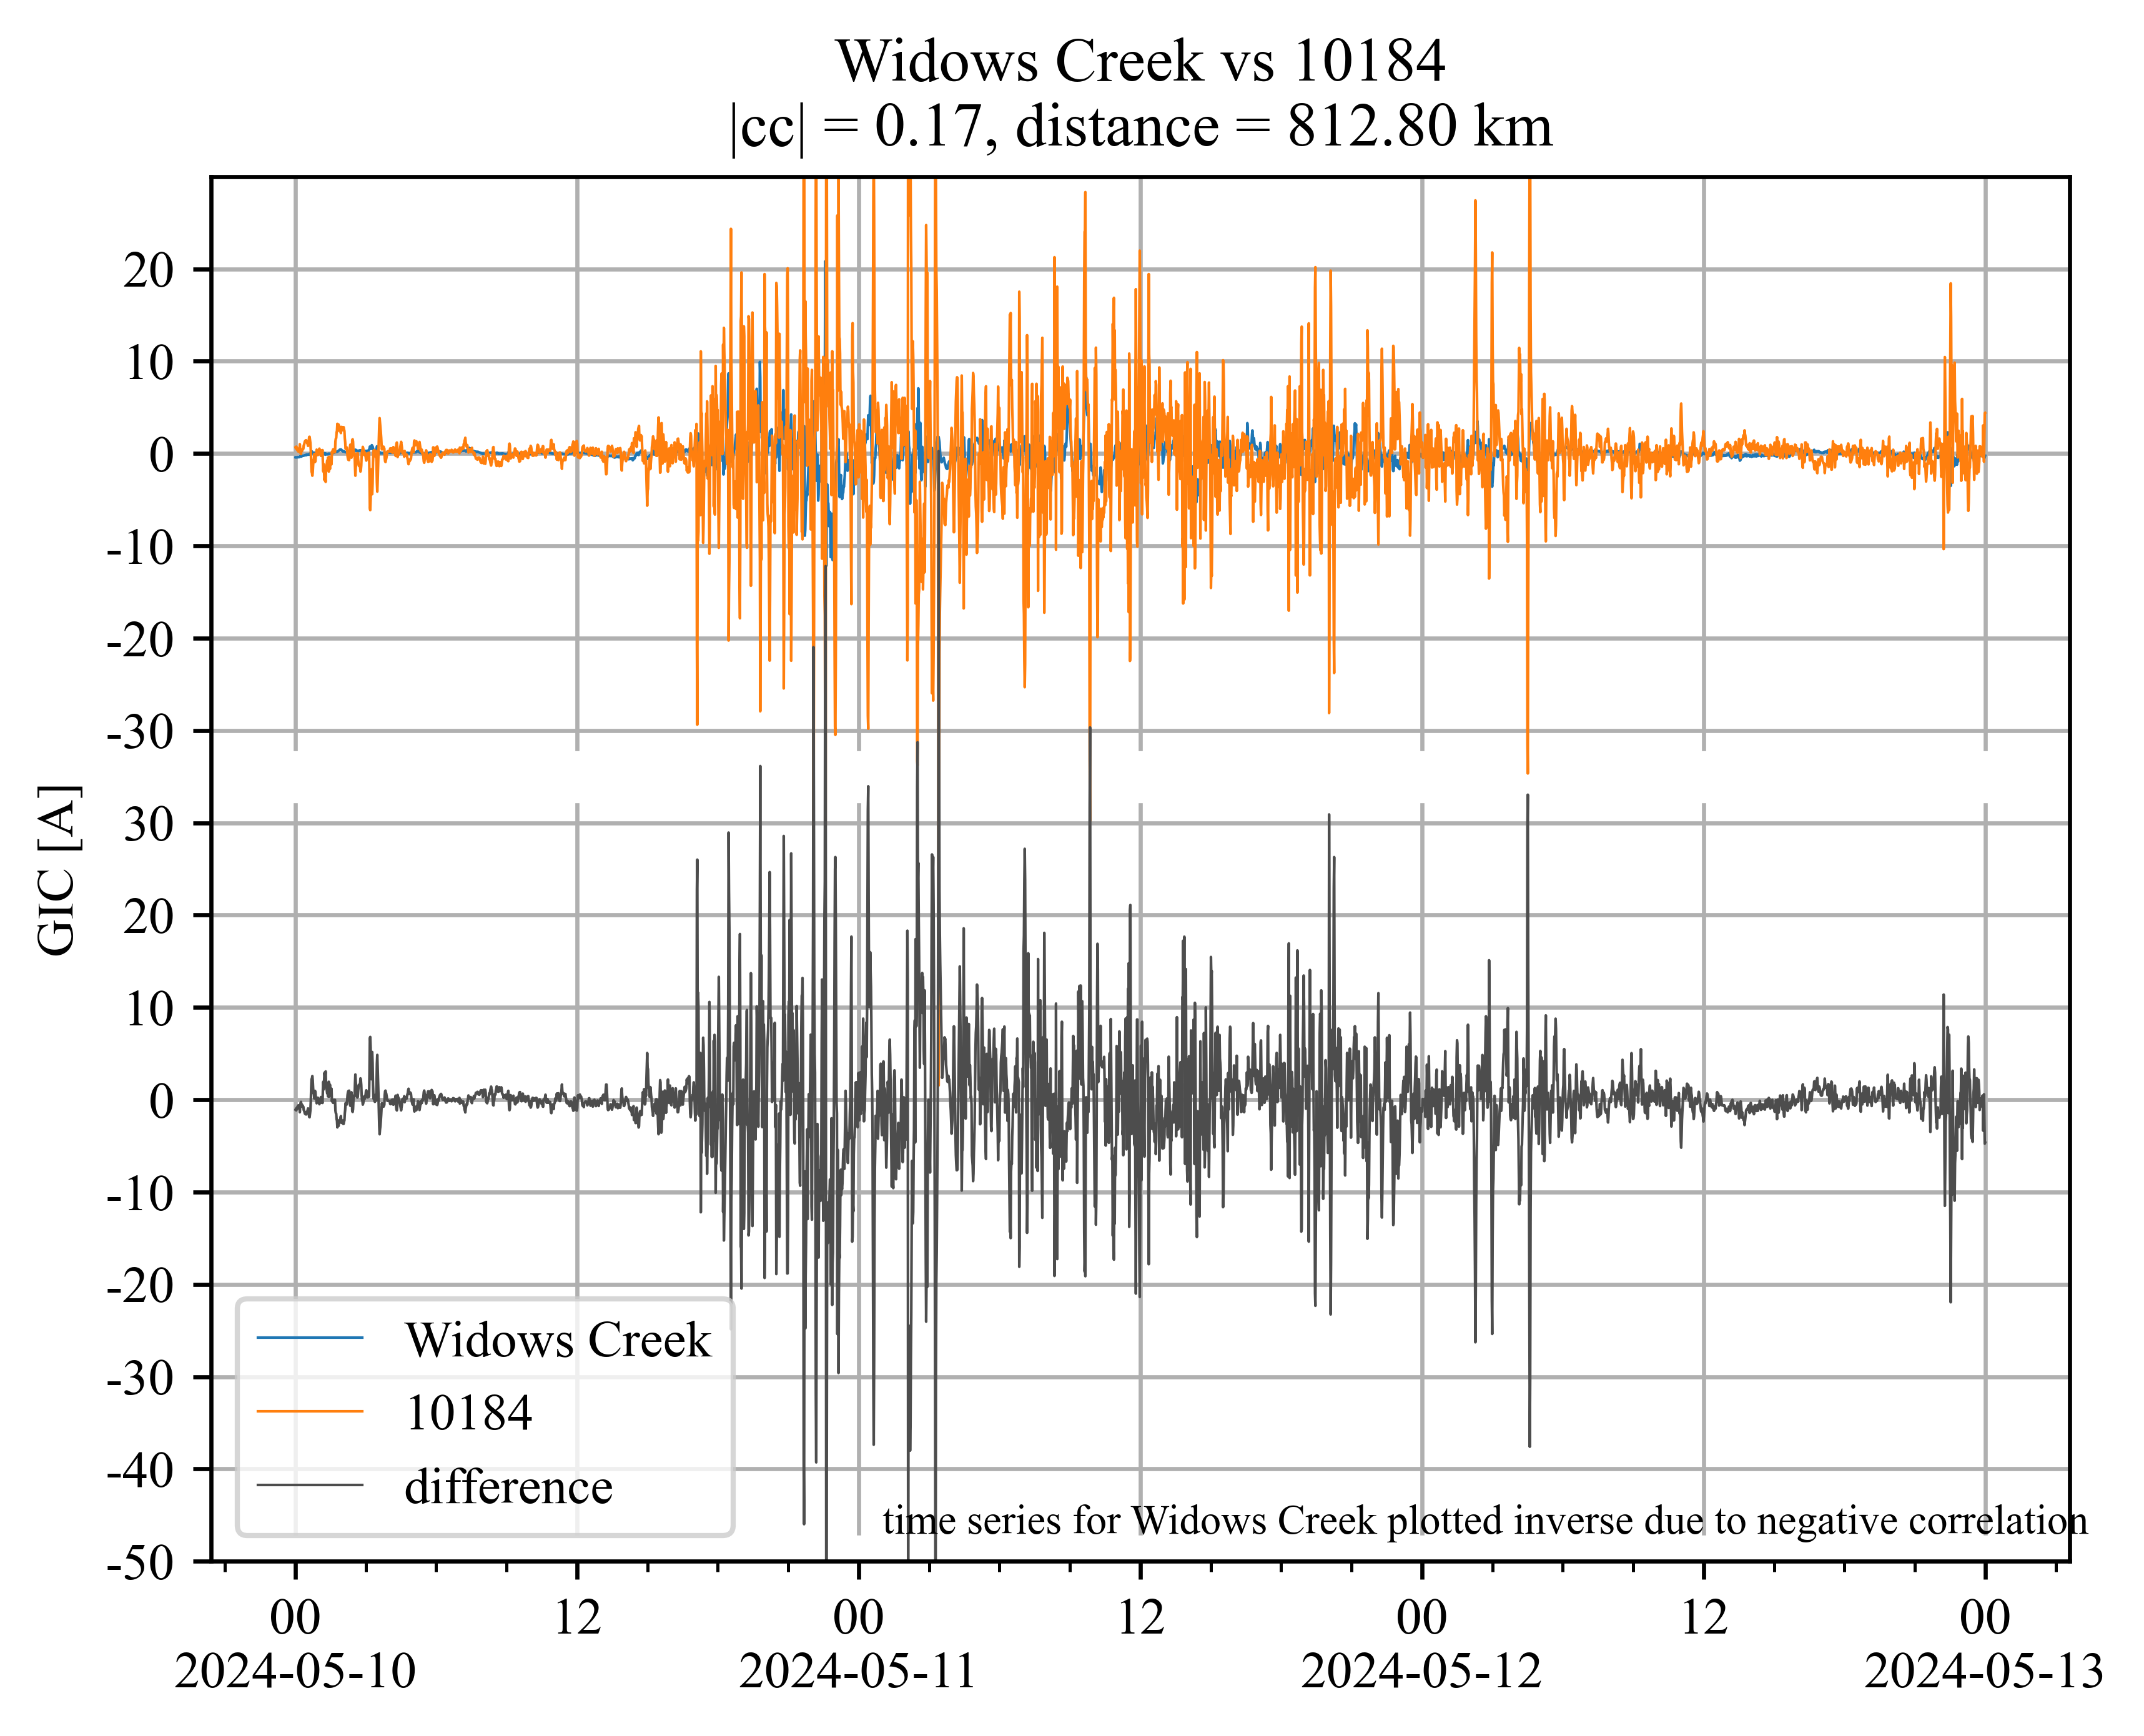 Widows Creek vs 10184
|cc| = 0.17, distance = 812.80 km
GIC [A]
20
10
0
-10
-20
-30
30
20
10
0
-10
-20
-30
-40
-50
Widows Creek
10184
difference
time series for Widows Creek plotted inverse due to negative correlation
00 12 00 12 00 12 00
2024-05-10 2024-05-11 2024-05-12 2024-05-13